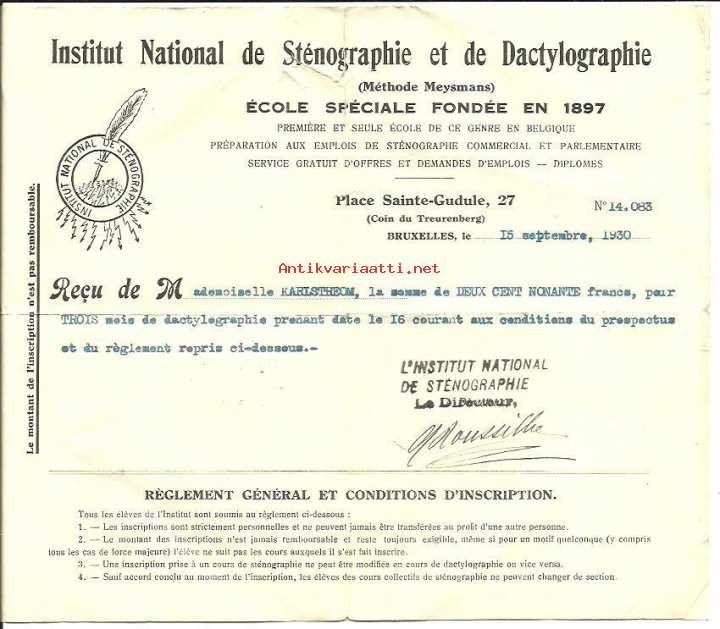 Institut National de Sténographie et de Dactylographie
(Méthode Meysmans)
ÉCOLE SPÉCIALE FONDÉE EN 1897
PREMIÈRE ET SEULE ÉCOLE DE CE GENRE EN BELGIQUE
PRÉPARATION AUX EMPLOIS DE STÉNOGRAPHE COMMERCIAL ET PARLEMENTAIRE
SERVICE GRATUIT D'OFFRES ET DEMANDES D'EMPLOIS — DIPLOMES
INSTITUT NATIONAL DE STÉNOGRAPHIE
Place Sainte-Gudule, 27
N° 14.083
(Coin du Treurenberg)
BRUXELLES, le 15 septembre, 1930
Antikvariaatti.net
Reçu de Mademoiselle KARLSTREOM, la somme de DEUX CENT NONANTE francs, pour
TROIS mois de dactylographie prenant date le 16 courant aux conditions du prospectus
et du règlement repris ci-dessous.-
L'INSTITUT NATIONAL
DE STÉNOGRAPHIE
Le Directeur,
Le montant de l'inscription n'est pas remboursable.
RÈGLEMENT GÉNÉRAL ET CONDITIONS D'INSCRIPTION.
Tous les élèves de l'Institut sont soumis au règlement ci-dessous :
1. — Les inscriptions sont strictement personnelles et ne peuvent jamais être transférées au profit d'une autre personne.
2. — Le montant des inscriptions n'est jamais remboursable et reste toujours exigible, même si pour un motif quelconque (y compris
tous les cas de force majeure) l'élève ne suit pas les cours auxquels il s'est fait inscrire.
3. — Une inscription prise à un cours de sténographie ne peut être modifiée en cours de dactylographie ou vice versa.
4. — Sauf accord conclu au moment de l'inscription, les élèves des cours collectifs de sténographie ne peuvent changer de section.